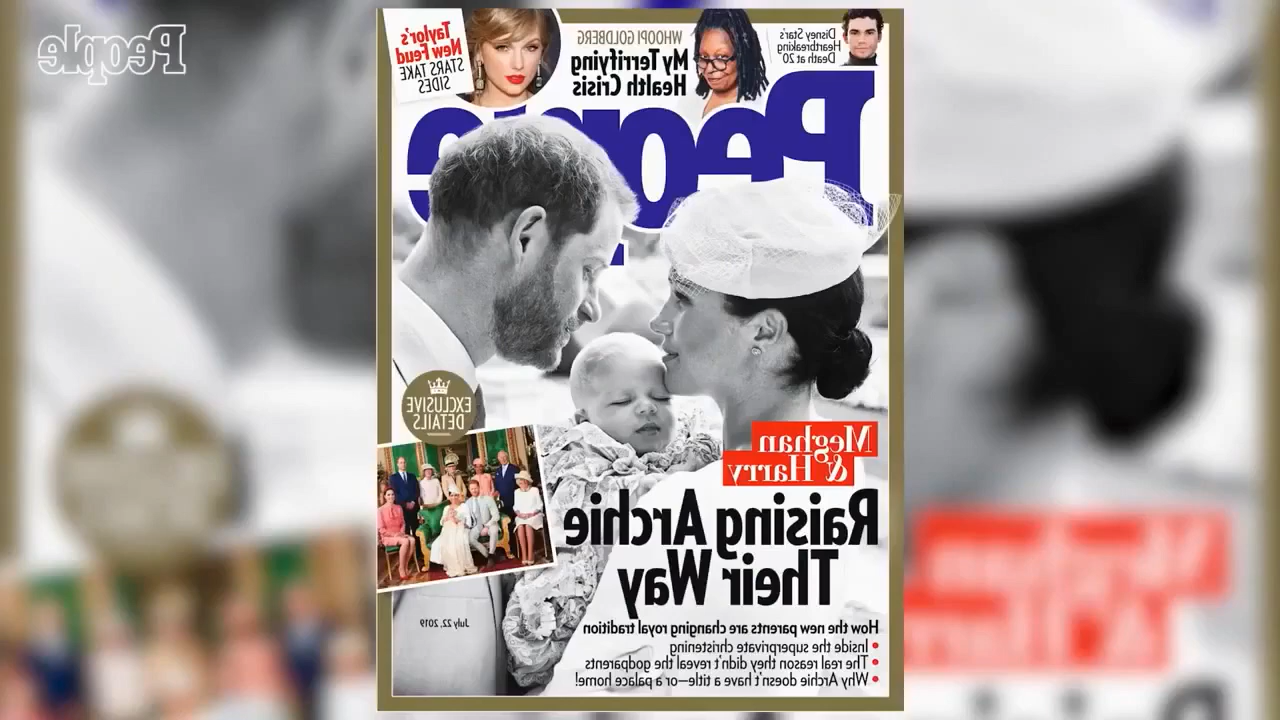 People
Taylor's
New Feud
STARS TAKE
SIDES
WHOOPI GOLDBERG
My Terrifying
Health Crisis
Disney Star's
Heartbreaking
Death at 20
People
EXCLUSIVE
DETAILS
Meghan
& Harry
Raising Archie
Their Way
How the new parents are changing royal tradition
• Inside the superprivate christening
• The real reason they didn't reveal the godparents
• Why Archie doesn't have a title—or a palace home!
July 22, 2019